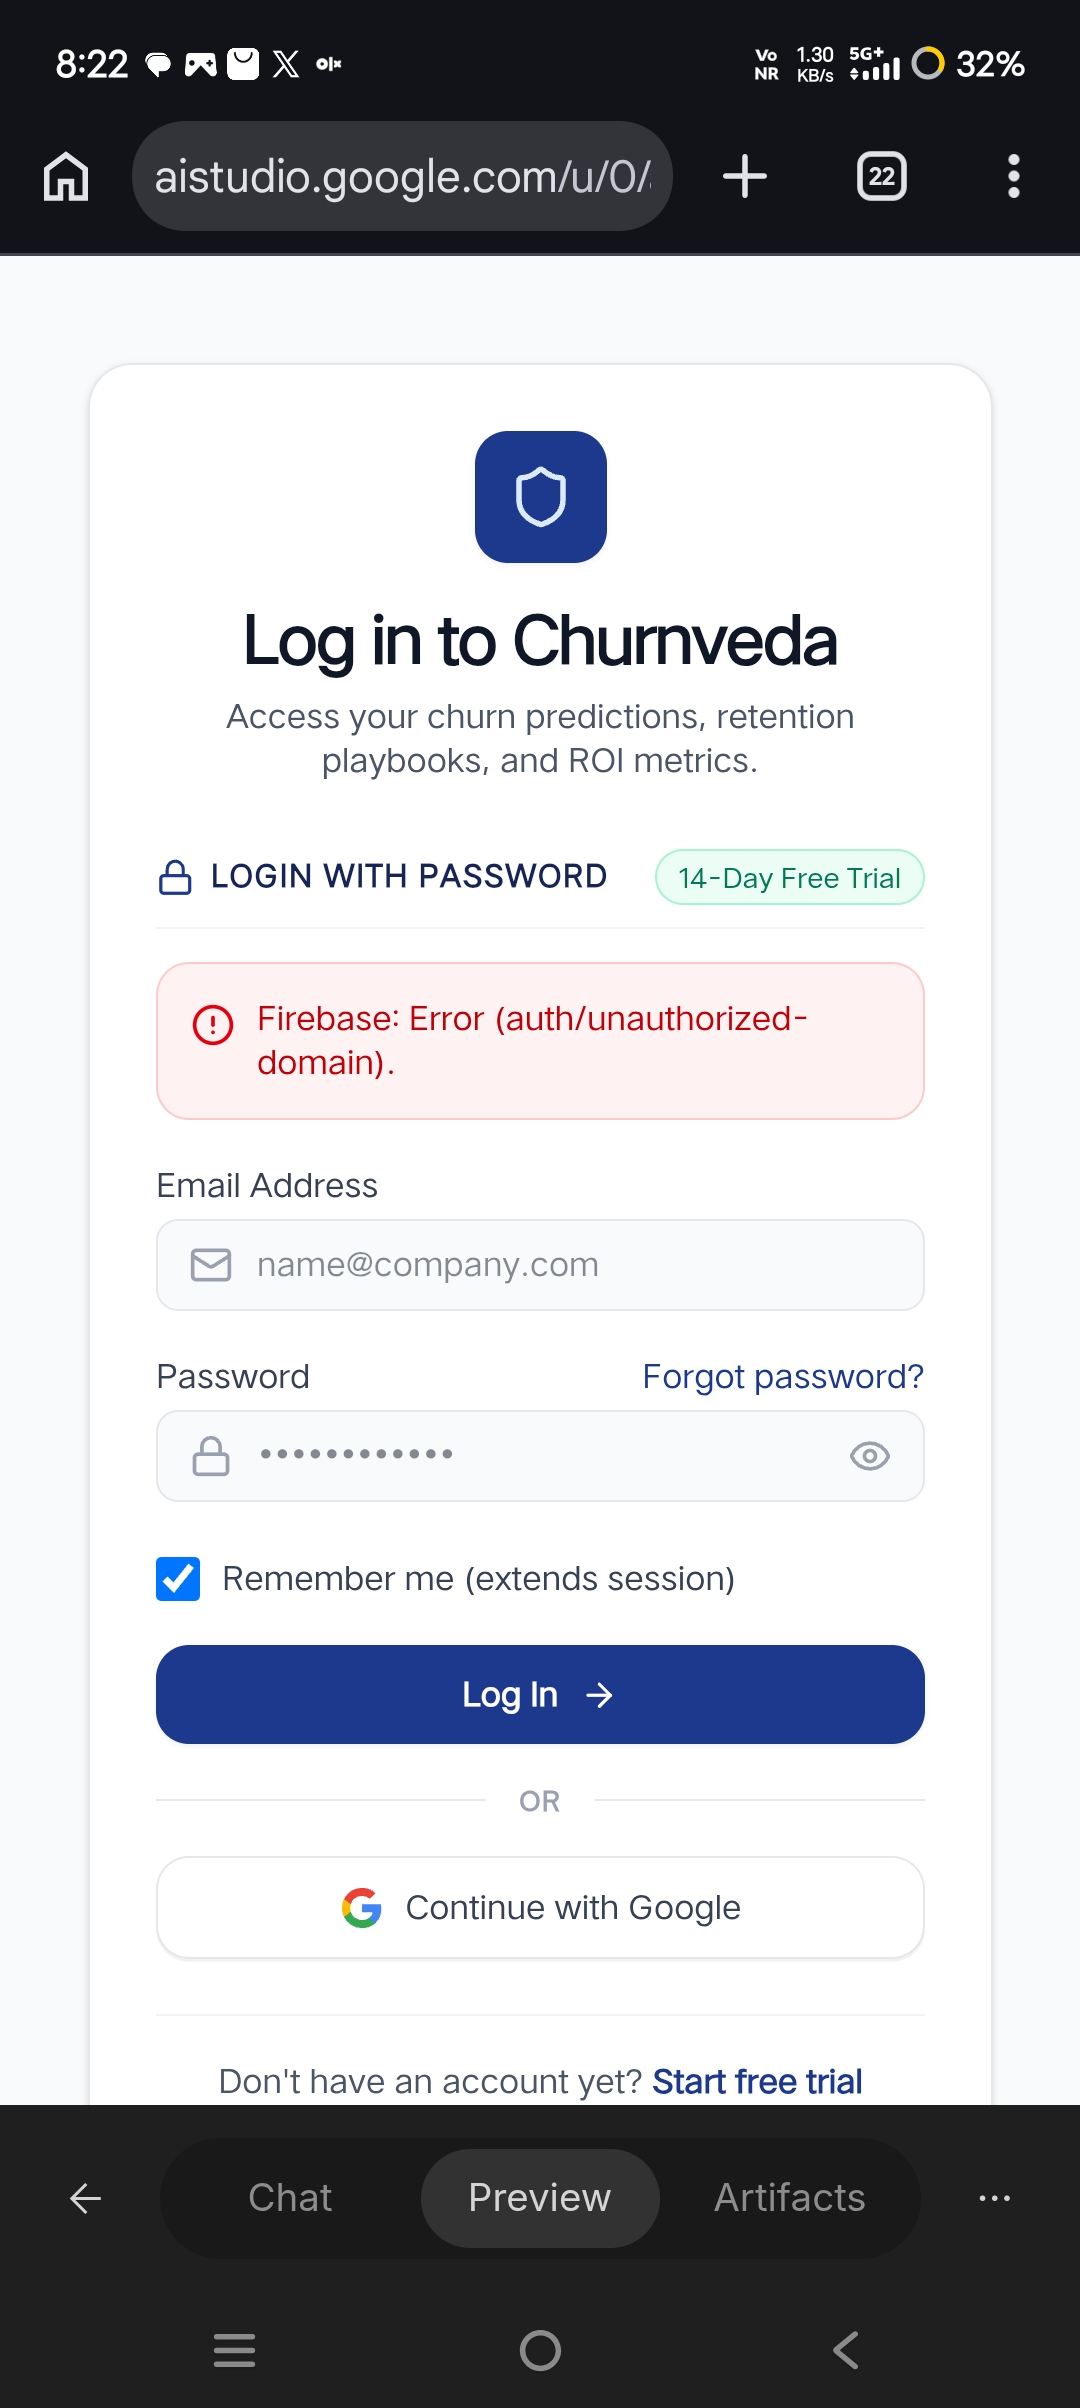 8:22
Vo NR
1.30 KB/s
5G+
32%
aistudio.google.com/u/0/
22
Log in to Churnveda
Access your churn predictions, retention
playbooks, and ROI metrics.
LOGIN WITH PASSWORD
14-Day Free Trial
Firebase: Error (auth/unauthorized-
domain).
Email Address
name@company.com
Password
Forgot password?
••••••••••••
Remember me (extends session)
Log In →
OR
Continue with Google
Don't have an account yet? Start free trial
Chat
Preview
Artifacts